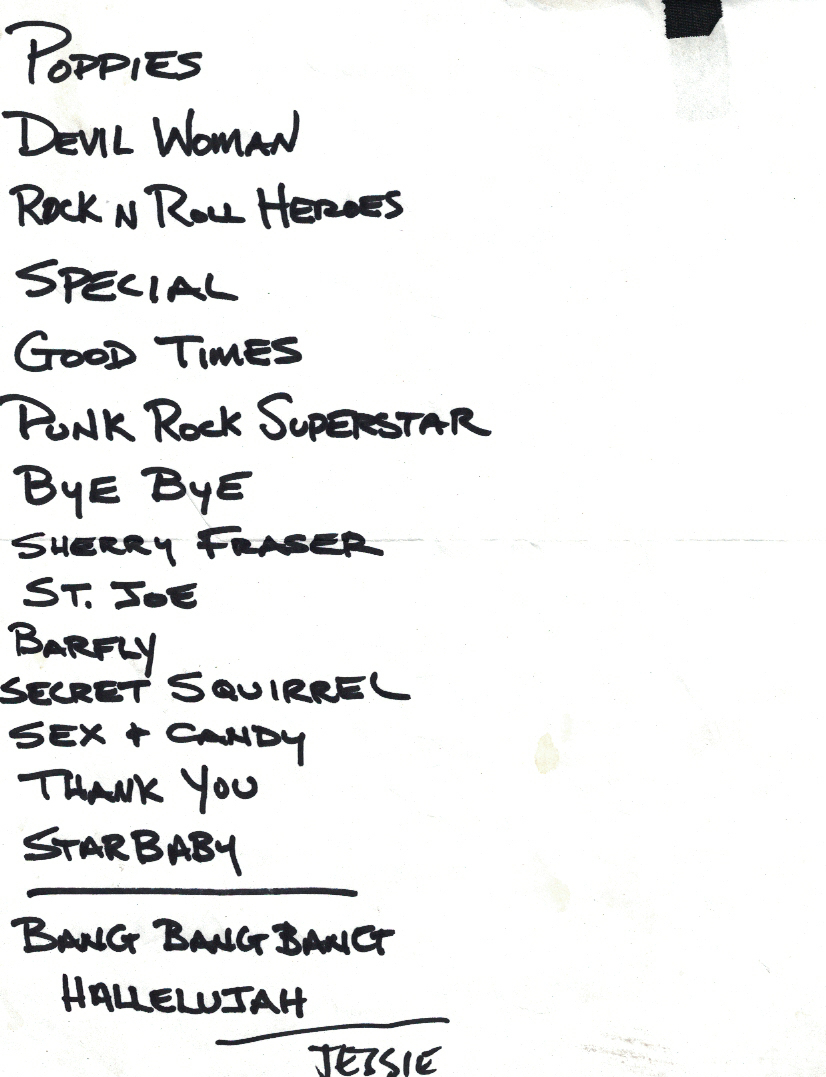 POPPIES
DEVIL WOMAN
ROCK N ROLL HEROES
SPECIAL
GOOD TIMES
PUNK ROCK SUPERSTAR
BYE BYE
SHERRY FRASER
ST. JOE
BARFLY
SECRET SQUIRREL
SEX + CANDY
THANK YOU
STARBABY
BANG BANG BANG
HALLELUJAH
JESSIE